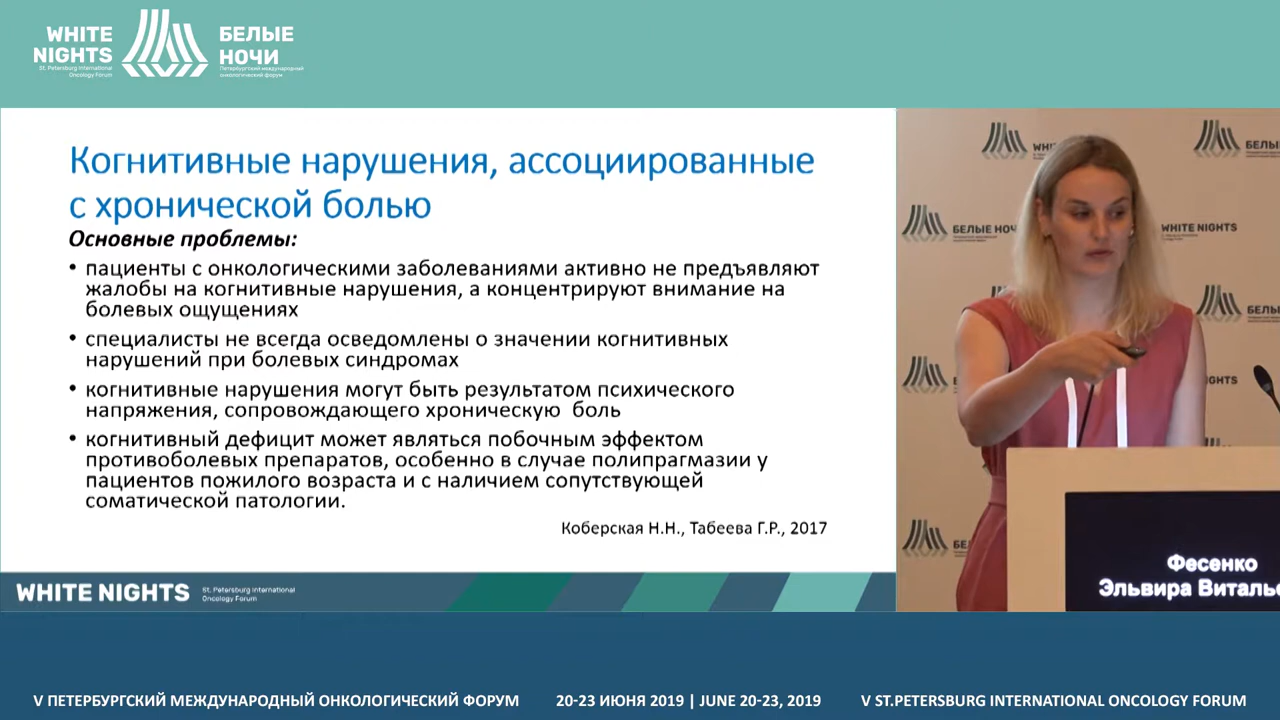 WHITE
NIGHTS
St. Petersburg International
Oncology Forum
БЕЛЫЕ
НОЧИ
Петербургский международный
онкологический форум
Когнитивные нарушения, ассоциированные
с хронической болью
Основные проблемы:
• пациенты с онкологическими заболеваниями активно не предъявляют
жалобы на когнитивные нарушения, а концентрируют внимание на
болевых ощущениях
• специалисты не всегда осведомлены о значении когнитивных
нарушений при болевых синдромах
• когнитивные нарушения могут быть результатом психического
напряжения, сопровождающего хроническую боль
• когнитивный дефицит может являться побочным эффектом
противоболевых препаратов, особенно в случае полипрагмазии у
пациентов пожилого возраста и с наличием сопутствующей
соматической патологии.
Коберская Н.Н., Табеева Г.Р., 2017
WHITE NIGHTS
St. Petersburg International
Oncology Forum
БЕЛЫЕ НОЧ
WHITE NIGHTS
Фесенко
Эльвира Виталье
V ПЕТЕРБУРГСКИЙ МЕЖДУНАРОДНЫЙ ОНКОЛОГИЧЕСКИЙ ФОРУМ
20-23 ИЮНЯ 2019 | JUNE 20-23, 2019
V ST.PETERSBURG INTERNATIONAL ONCOLOGY FORUM